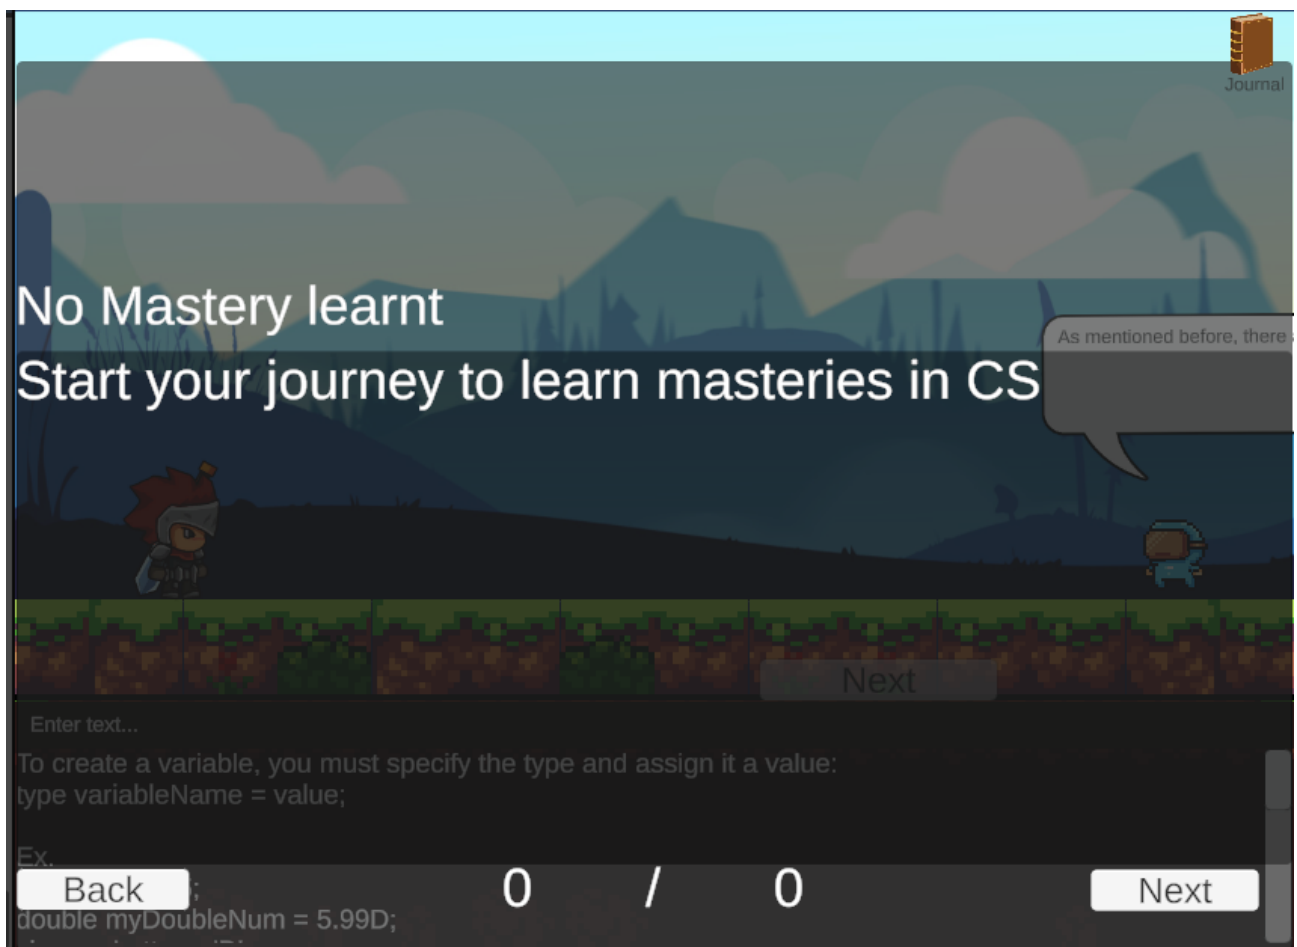 Journal
No Mastery learnt
As mentioned before, there
Start your journey to learn masteries in CS
Next
Enter text...
To create a variable, you must specify the type and assign it a value:
type variableName = value;
Ex.
Back
;
0 / 0
Next
double myDoubleNum = 5.99D;